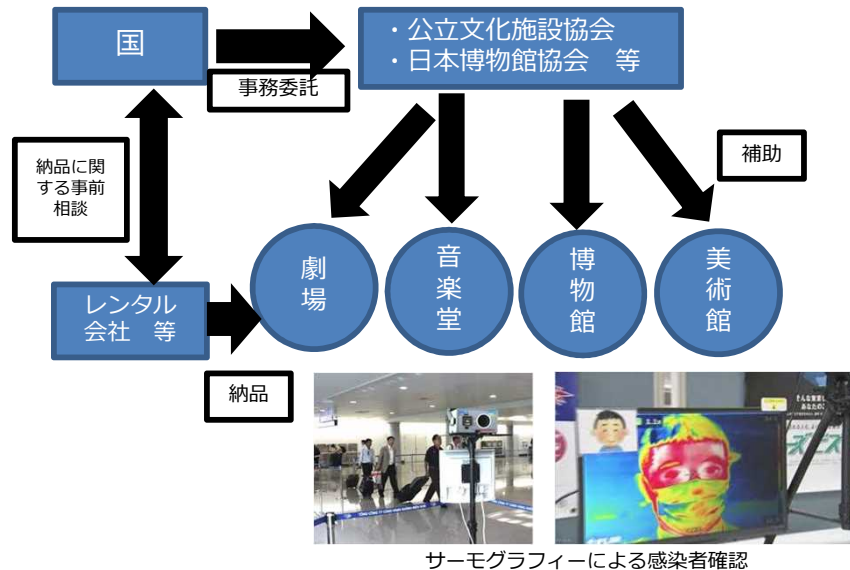 国
・公立文化施設協会
・日本博物館協会　等
事務委託
納品に関
する事前
相談
補助
劇場
音楽堂
博物館
美術館
レンタル
会社　等
納品
サーモグラフィーによる感染者確認